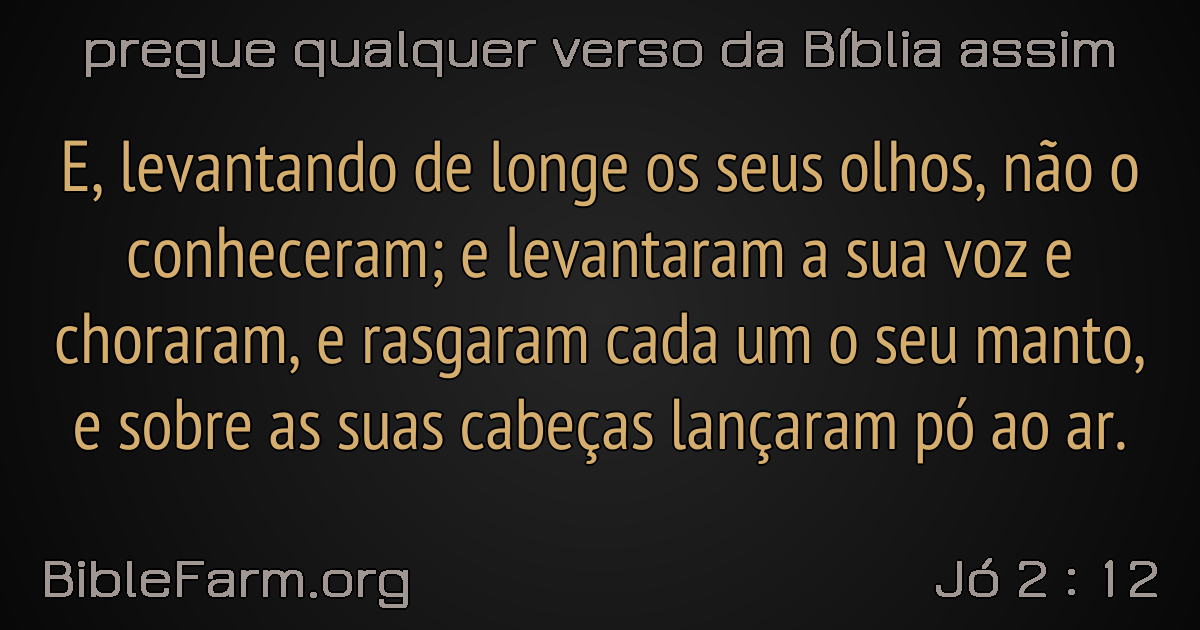 pregue qualquer verso da Bíblia assim
E, levantando de longe os seus olhos, não o
conheceram; e levantaram a sua voz e
choraram, e rasgaram cada um o seu manto,
e sobre as suas cabeças lançaram pó ao ar.
BibleFarm.org
Jó 2 : 12